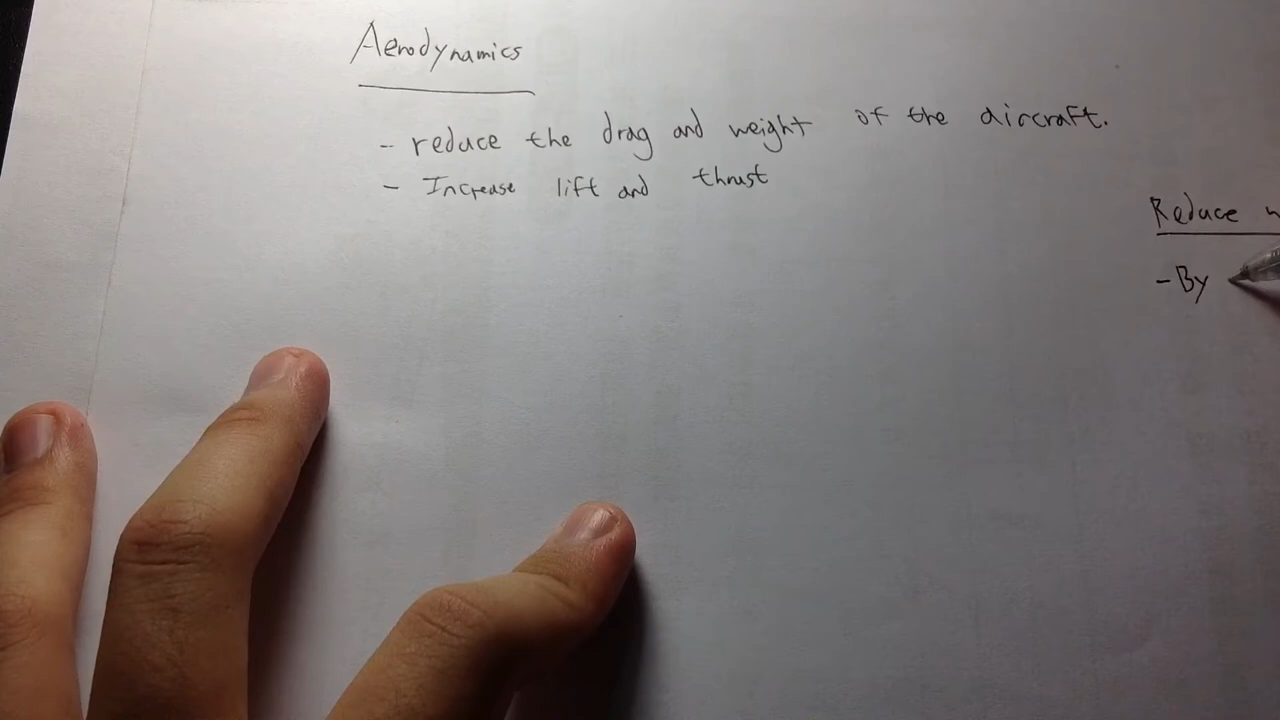 Aerodynamics
- reduce the drag and weight of the aircraft.
- Increase lift and thrust
Reduce
- By